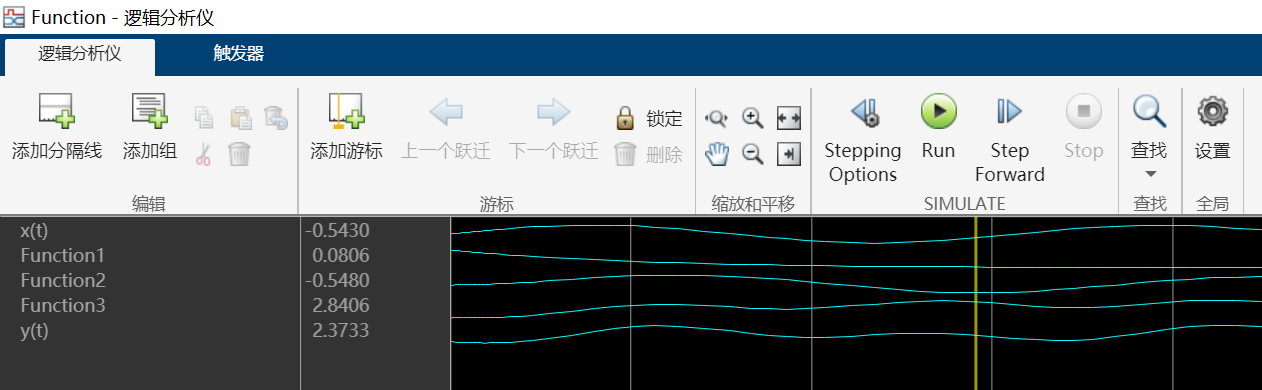 Function - 逻辑分析仪
逻辑分析仪 触发器
添加分隔线 添加组 添加游标 上一个跃迁 下一个跃迁 锁定 删除 Stepping Options Run Step Forward Stop 查找 设置
编辑 游标 缩放和平移 SIMULATE 查找 全局
x(t) -0.5430
Function1 0.0806
Function2 -0.5480
Function3 2.8406
y(t) 2.3733